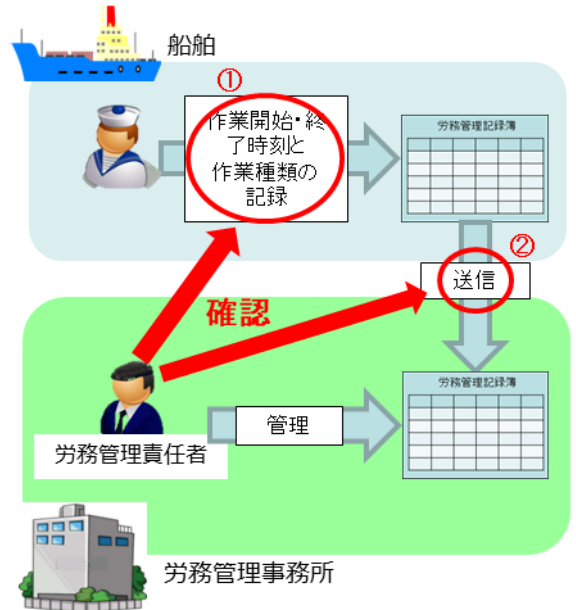 船舶
①
作業開始・終
了時刻と
作業種類の
記録
労務管理記録簿
②
送信
確認
労務管理記録簿
管理
労務管理責任者
労務管理事務所